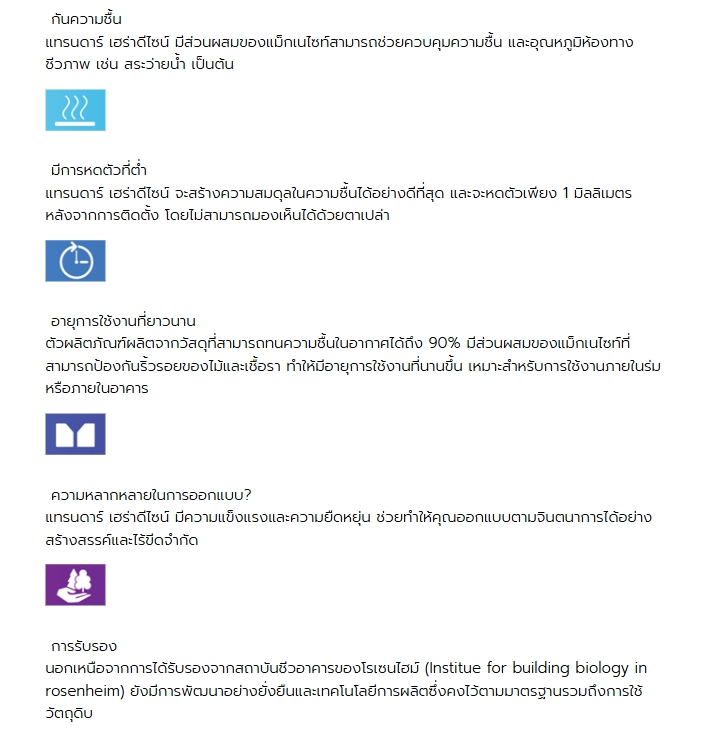 กันความชื้น
แทรนดาร์ เฮร่าดีไซน์ มีส่วนผสมของแม็กเนไซท์สามารถช่วยควบคุมความชื้น และอุณหภูมิห้องทาง
ชีวภาพ เช่น สระว่ายน้ำ เป็นต้น
มีการหดตัวที่ต่ำ
แทรนดาร์ เฮร่าดีไซน์ จะสร้างความสมดุลในความชื้นได้อย่างดีที่สุด และจะหดตัวเพียง 1 มิลลิเมตร
หลังจากการติดตั้ง โดยไม่สามารถมองเห็นได้ด้วยตาเปล่า
อายุการใช้งานที่ยาวนาน
ตัวผลิตภัณฑ์ผลิตจากวัสดุที่สามารถทนความชื้นในอากาศได้ถึง 90% มีส่วนผสมของแม็กเนไซท์ที่
สามารถป้องกันริ้วรอยของไม้และเชื้อรา ทำให้มีอายุการใช้งานที่นานขึ้น เหมาะสำหรับการใช้งานภายในร่ม
หรือภายในอาคาร
ความหลากหลายในการออกแบบ?
แทรนดาร์ เฮร่าดีไซน์ มีความแข็งแรงและความยืดหยุ่น ช่วยทำให้คุณออกแบบตามจินตนาการได้อย่าง
สร้างสรรค์และไร้ขีดจำกัด
การรับรอง
นอกเหนือจากการได้รับรองจากสถาบันชีวอาคารของโรเซนไฮม์ (Institue for building biology in
rosenheim) ยังมีการพัฒนาอย่างยั่งยืนและเทคโนโลยีการผลิตซึ่งคงไว้ตามมาตรฐานรวมถึงการใช้
วัตถุดิบ